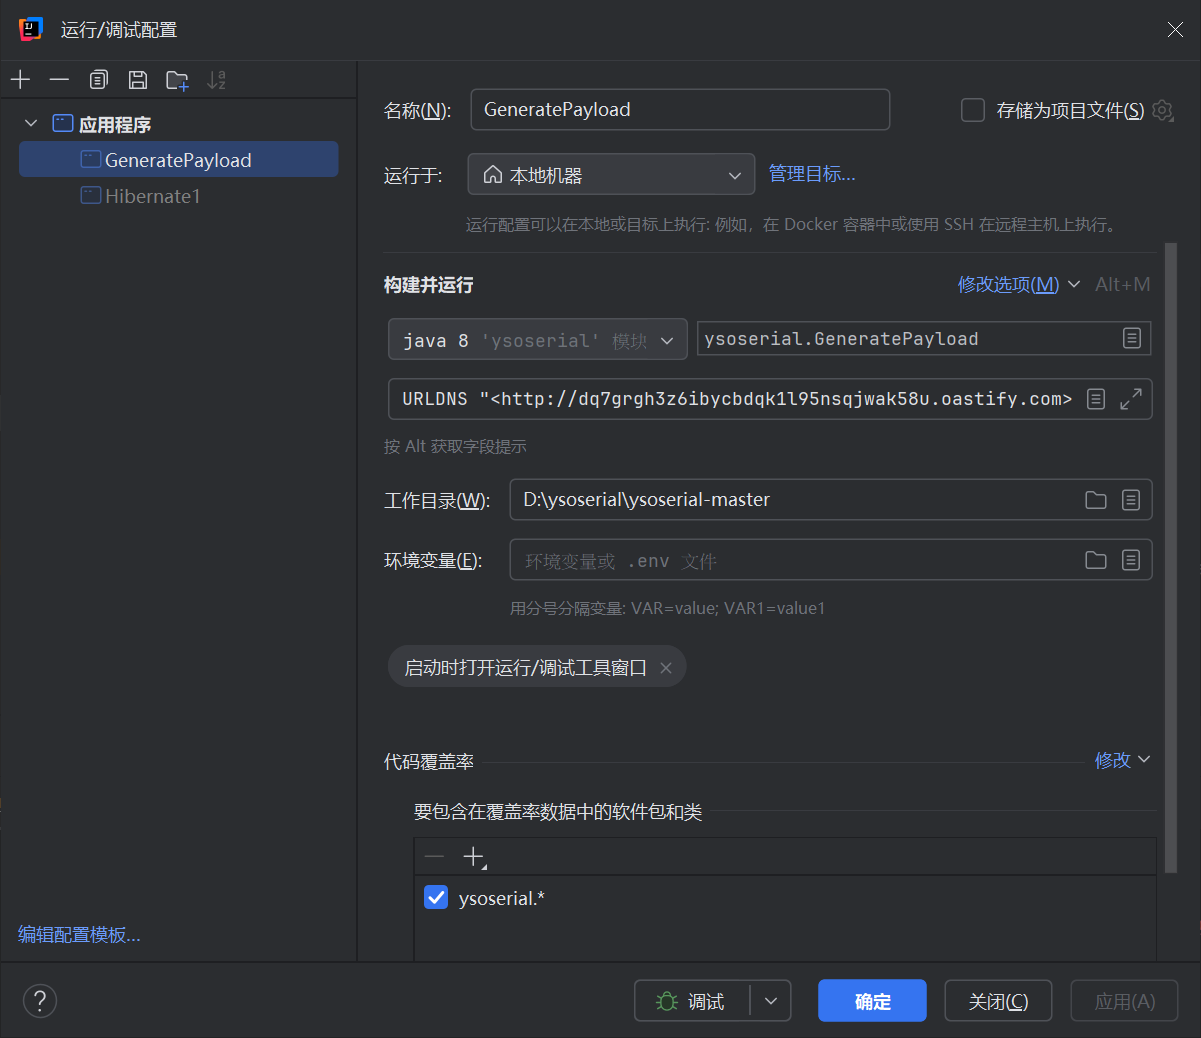 运行/调试配置
应用程序
GeneratePayload
Hibernate1
编辑配置模板...
名称(N):
GeneratePayload
存储为项目文件(S)
运行于:
本地机器
管理目标...
运行配置可以在本地或目标上执行: 例如，在 Docker 容器中或使用 SSH 在远程主机上执行。
构建并运行
修改选项(M)
Alt+M
java 8 'ysoserial' 模块
ysoserial.GeneratePayload
URLDNS "<http://dq7grgh3z6ibycbdqk1l95nsqjwak58u.oastify.com>
按 Alt 获取字段提示
工作目录(W):
D:\ysoserial\ysoserial-master
环境变量(E):
环境变量或 .env 文件
用分号分隔变量: VAR=value; VAR1=value1
启动时打开运行/调试工具窗口
代码覆盖率
修改
要包含在覆盖率数据中的软件包和类
ysoserial.*
?
调试
确定
关闭(C)
应用(A)